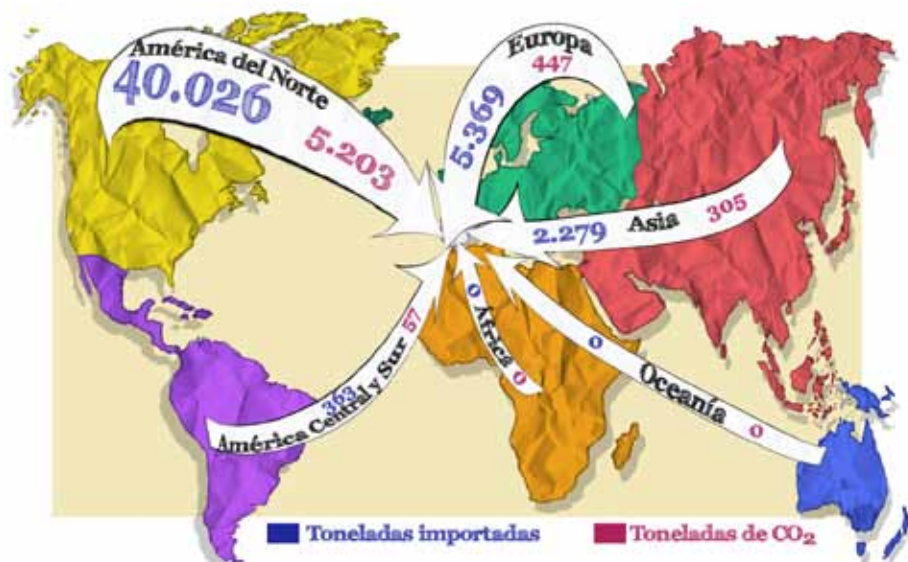 América del Norte
40.026
5.203
Europa
447
5.369
2.279 Asia 305
América Central y Sur 57
363
0 África 0
0 Oceanía 0
Toneladas importadas
Toneladas de CO₂